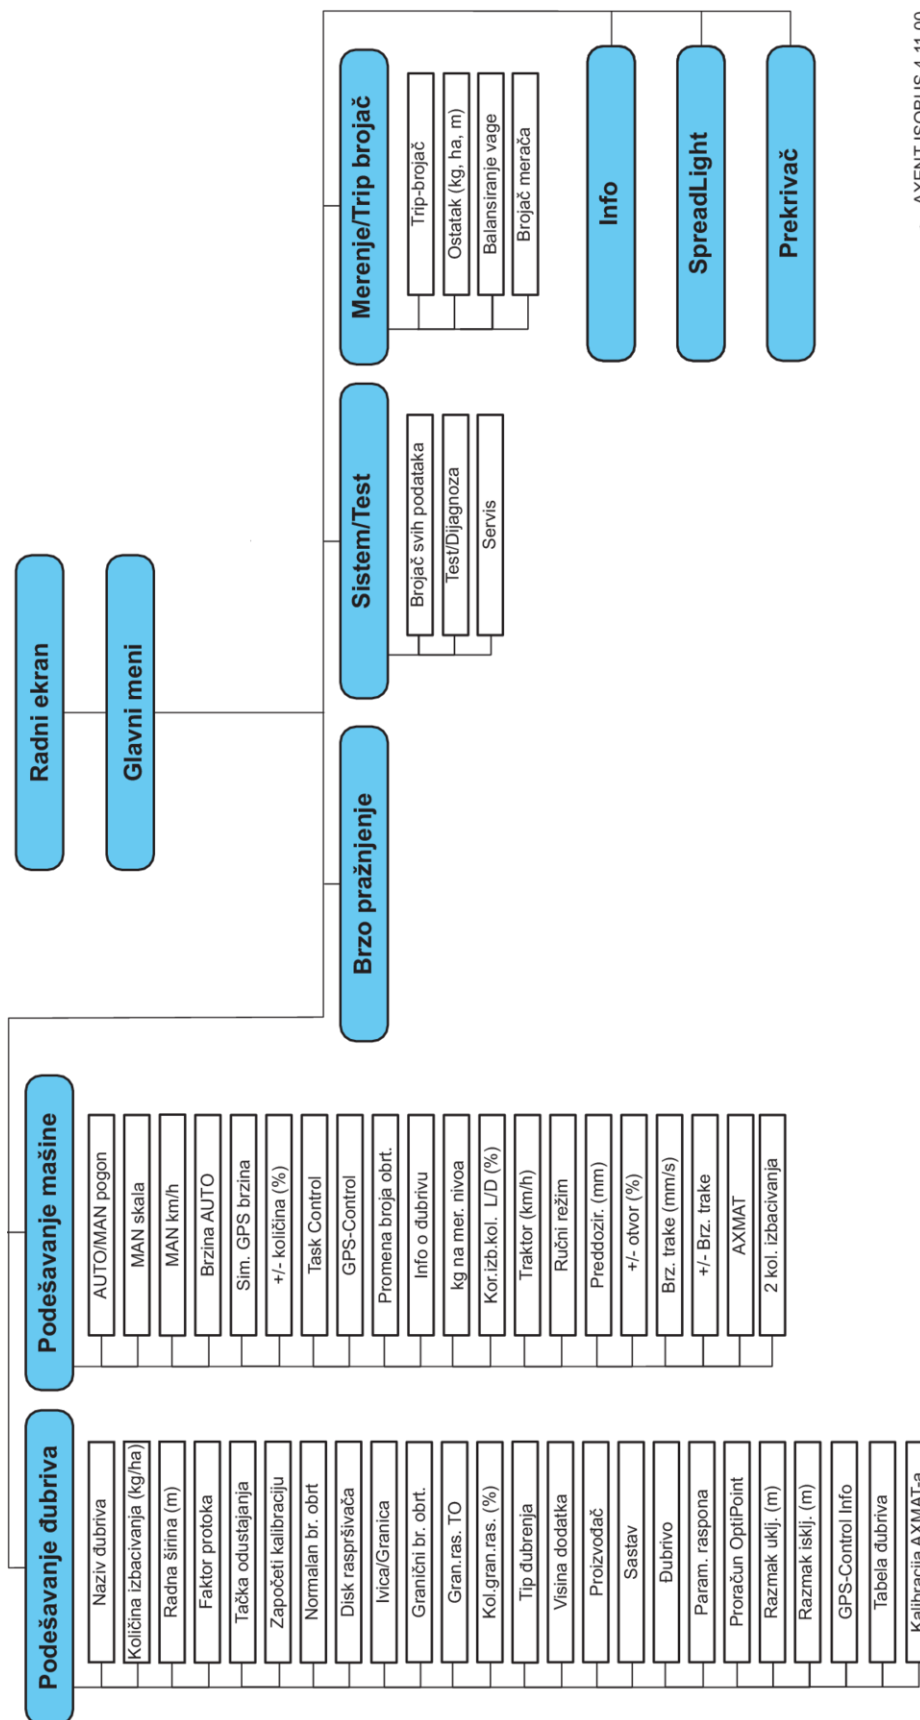 Radni ekran
Glavni meni
Podešavanje đubriva
Naziv đubriva
Količina izbacivanja (kg/ha)
Radna širina (m)
Faktor protoka
Tačka odustajanja
Započeti kalibraciju
Normalan br. obrt
Disk raspršivača
Ivica/Granica
Granični br. obrt.
Gran.ras. TO
Kol.gran.ras. (%)
Tip đubrenja
Visina dodatka
Proizvođač
Sastav
Đubrivo
Param. raspona
Proračun OptiPoint
Razmak uklj. (m)
Razmak isklj. (m)
GPS-Control Info
Tabela đubriva
Kalibracija AXMAT-a
Podešavanje mašine
AUTO/MAN pogon
MAN skala
MAN km/h
Brzina AUTO
Sim. GPS brzina
+/- količina (%)
Task Control
GPS-Control
Promena broja obrt.
Info o đubrivu
kg na mer. nivoa
Kor.izb.kol. L/D (%)
Traktor (km/h)
Ručni režim
Preddozir. (mm)
+/- otvor (%)
Brz. trake (mm/s)
+/- Brz. trake
AXMAT
2 kol. izbacivanja
Brzo pražnjenje
Sistem/Test
Brojač svih podataka
Test/Dijagnoza
Servis
Merenje/Trip brojač
Trip-brojač
Ostatak (kg, ha, m)
Balansiranje vage
Brojač merača
Info
SpreadLight
Prekrivač
AXENT ISOBUS 4.11.00